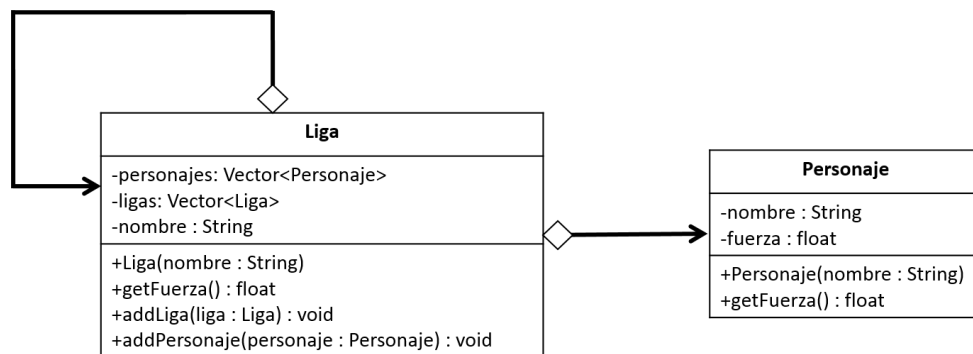 Liga
-personajes: Vector<Personaje>
-ligas: Vector<Liga>
-nombre : String
+Liga(nombre : String)
+getFuerza() : float
+addLiga(liga : Liga) : void
+addPersonaje(personaje : Personaje) : void
Personaje
-nombre : String
-fuerza : float
+Personaje(nombre : String)
+getFuerza() : float